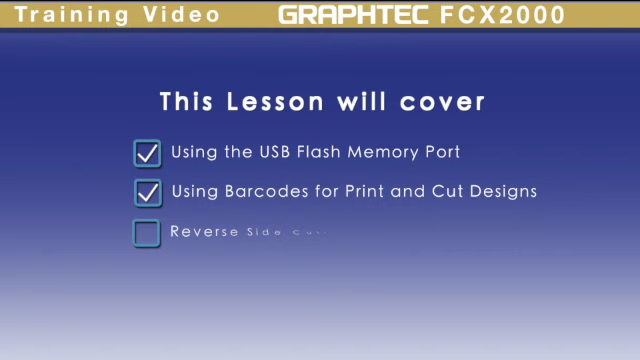 Training Video GRAPHTEC FCX2000
This Lesson will cover
Using the USB Flash Memory Port
Using Barcodes for Print and Cut Designs
Reverse Side